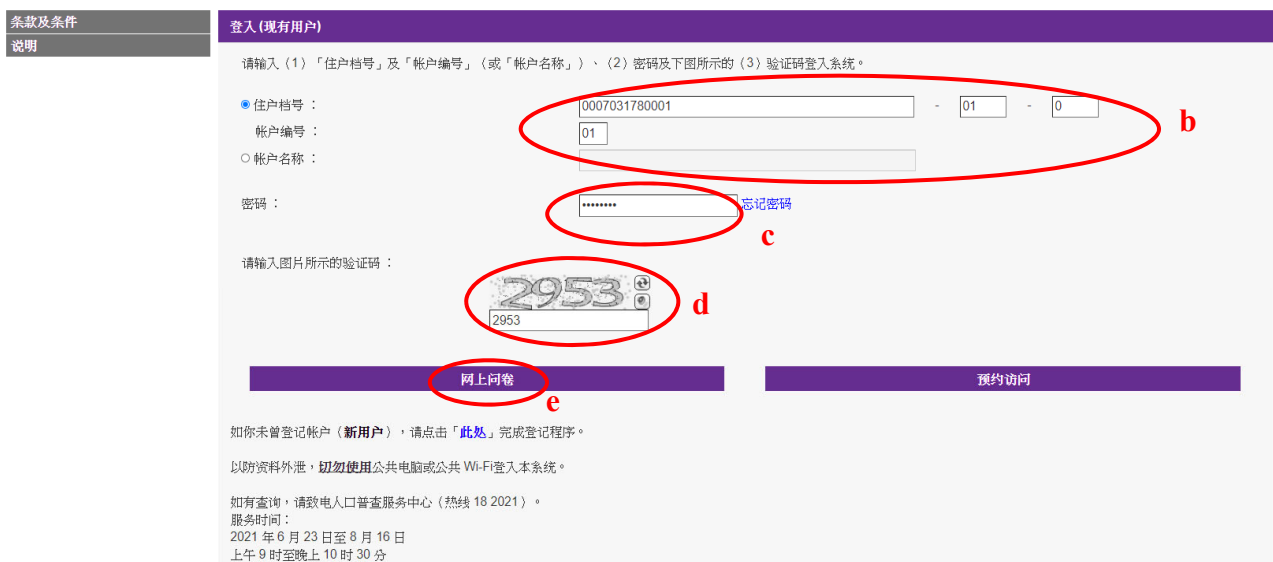 条款及条件
说明
登入 (现有用户)
请输入（1）「住户档号」及「帐户编号」（或「帐户名称」）、（2）密码及下图所示的（3）验证码登入系统。
住户档号 ： 0007031780001 - 01 - 0
b
帐户编号 ： 01
帐户名称 ：
密码 ： •••••••• 忘记密码
c
请输入图片所示的验证码 ：
2953
d
2953
网上问卷 预约访问
e
如你未曾登记帐户（新用户），请点击「此处」完成登记程序。
以防资料外泄，切勿使用公共电脑或公共 Wi-Fi登入本系统。
如有查询，请致电人口普查服务中心（热线 18 2021）。
服务时间：
2021 年 6 月 23 日至 8 月 16 日
上午 9 时至晚上 10 时 30 分